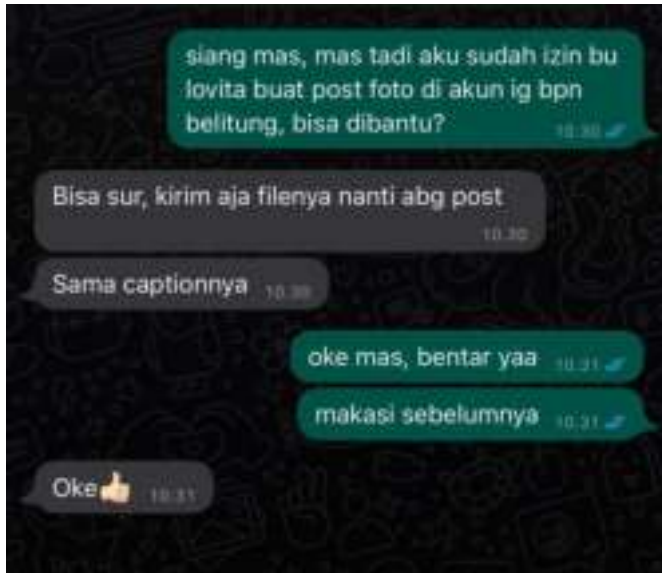 siang mas, mas tadi aku sudah izin bu
lovita buat post foto di akun ig bpn
belitung, bisa dibantu?
10.30
Bisa sur, kirim aja filenya nanti abg post
10.30
Sama captionnya 10.30
oke mas, bentar yaa 10.31
makasi sebelumnya 10.31
Oke👍🏻 10.31